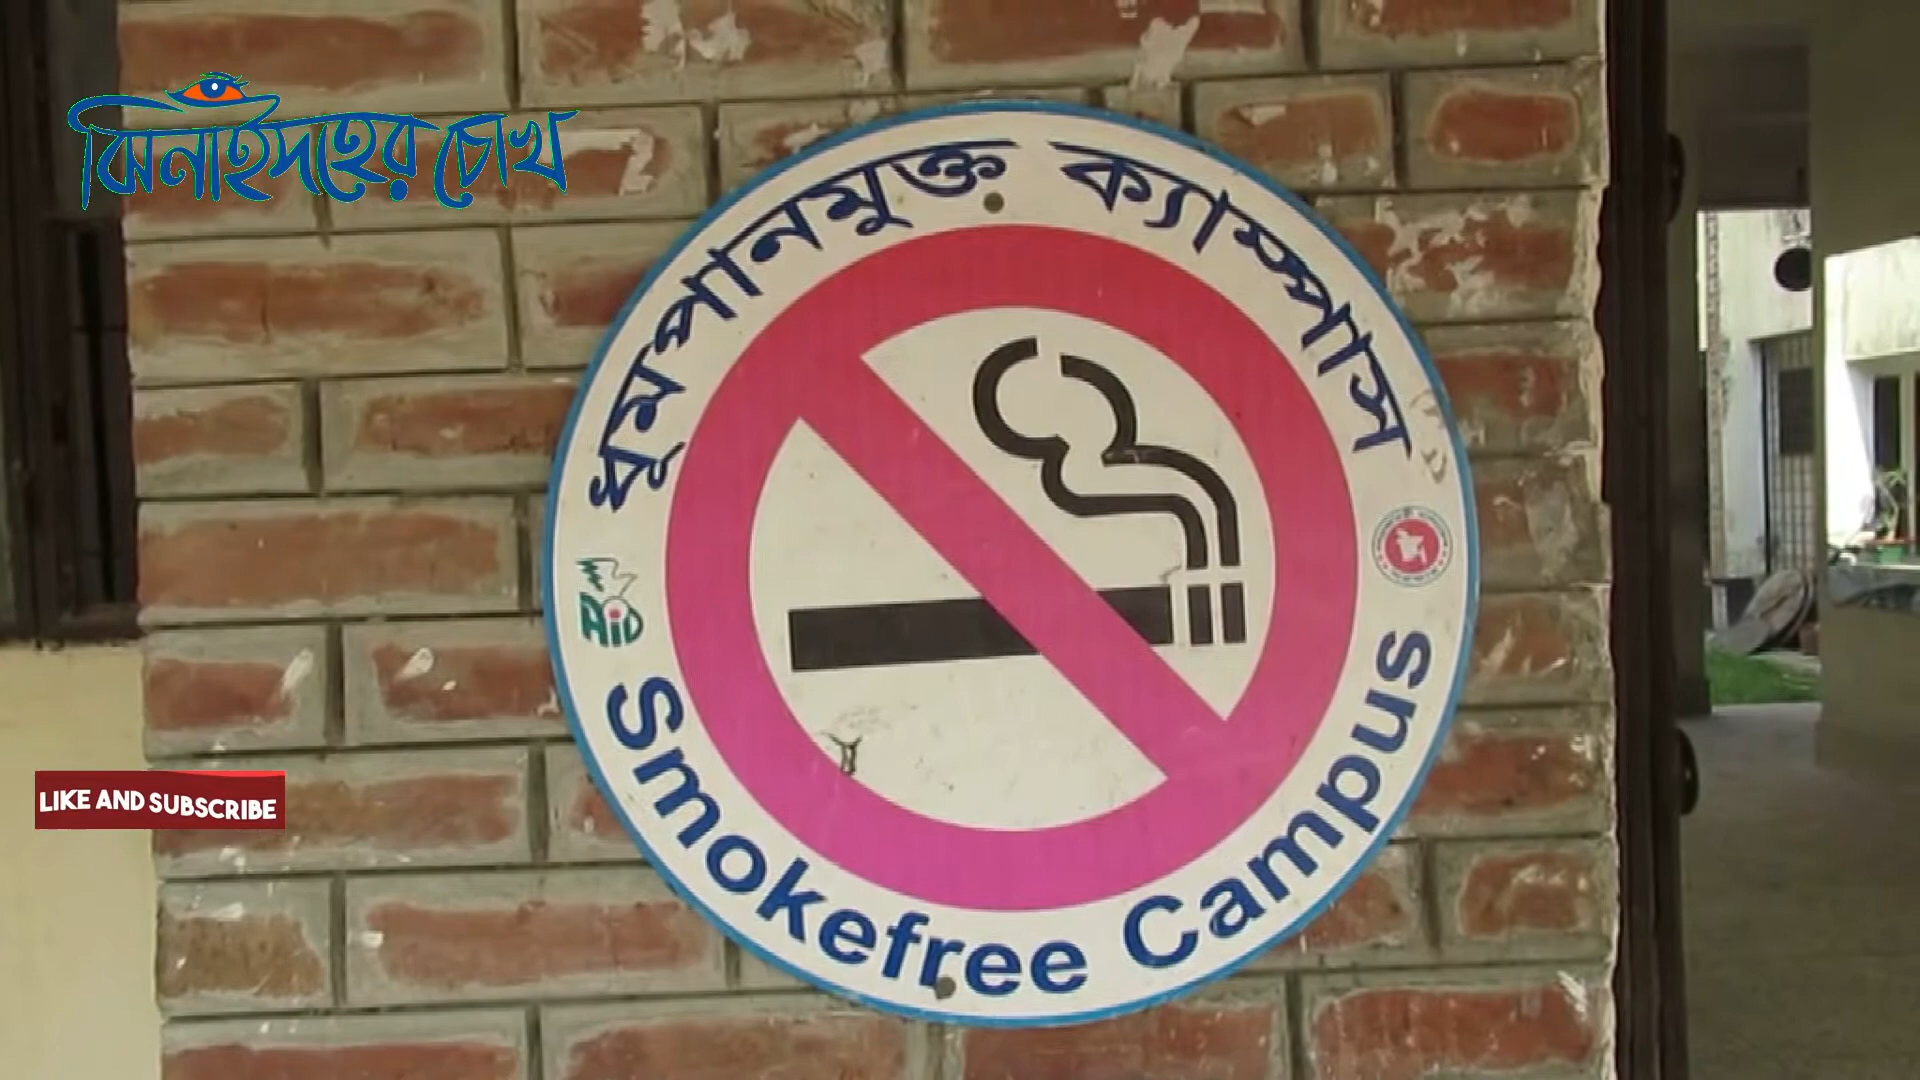 ঝিনাইদহের চোখ
ধূমপানমুক্ত ক্যাম্পাস
AID
Smokefree Campus
LIKE AND SUBSCRIBE